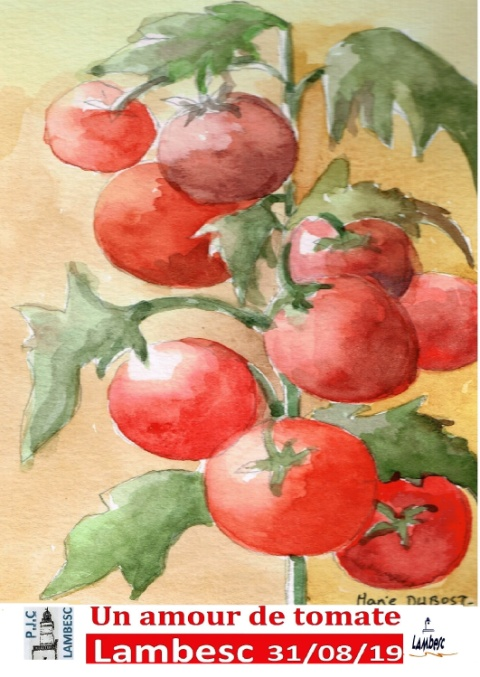 Marie DUBOST-
P.J.C
LAMBESC
Un amour de tomate
Lambesc 31/08/19
Lambesc